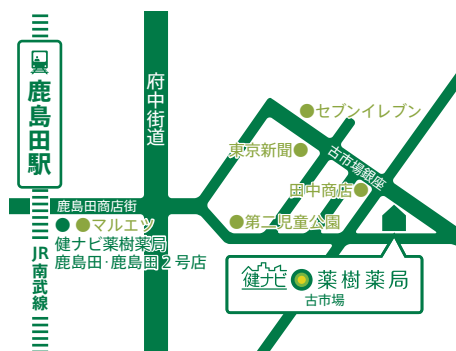 鹿島田駅
府中街道
セブンイレブン
東京新聞
古市場銀座
田中商店
鹿島田商店街
マルエツ
第二児童公園
健ナビ薬樹薬局
鹿島田・鹿島田2号店
JR南武線
健ナビ 薬樹薬局
古市場